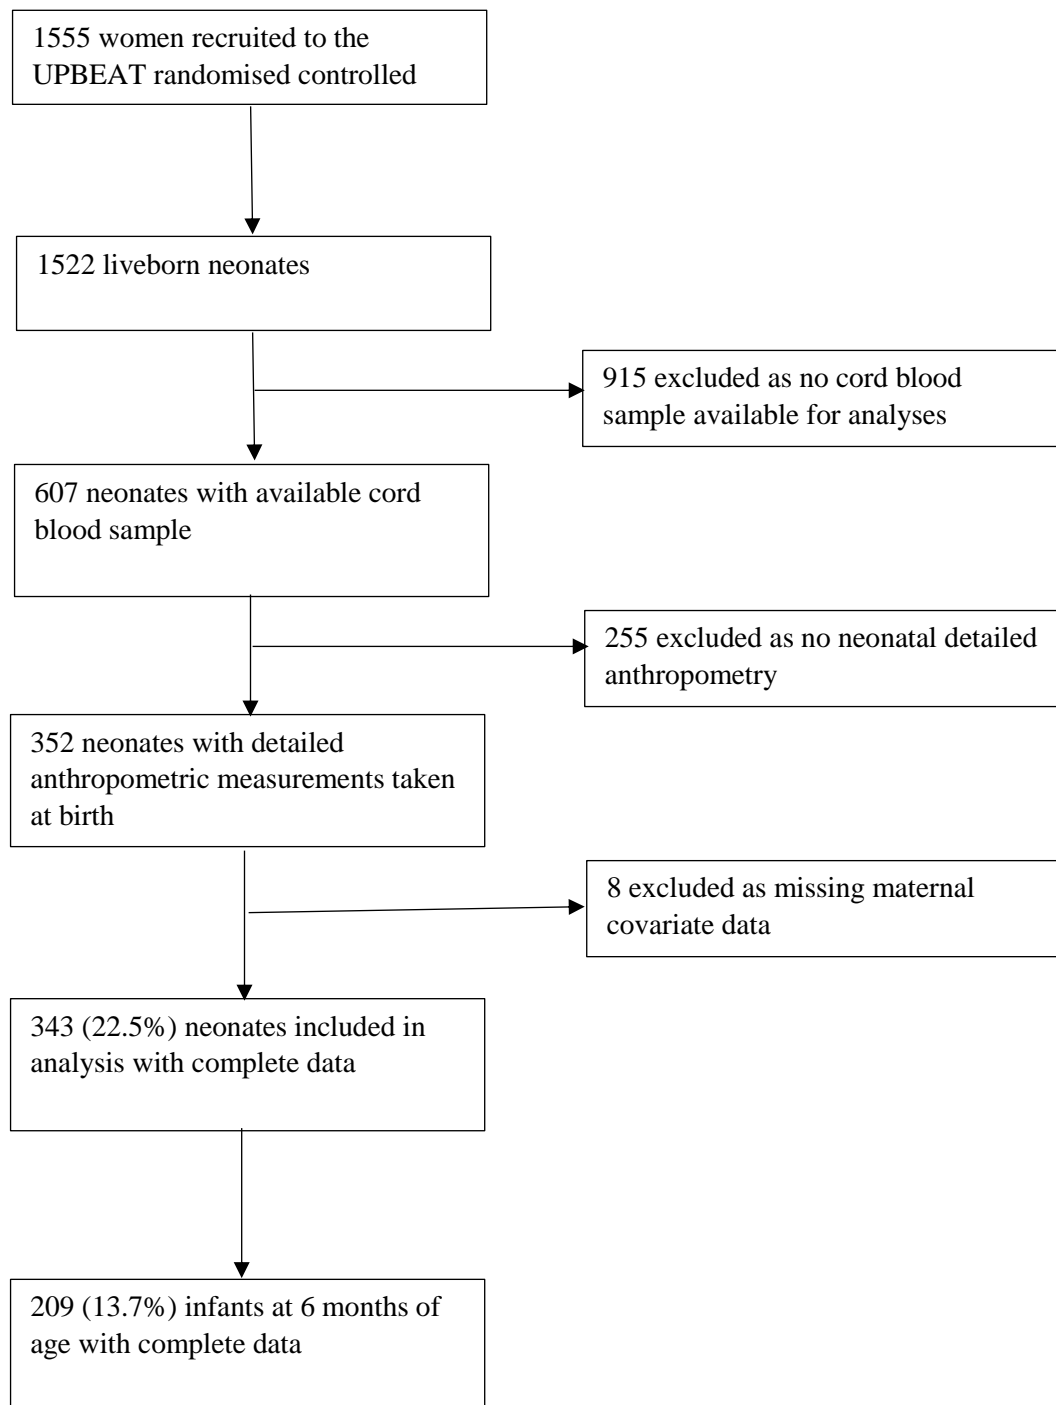 1555 women recruited to the
UPBEAT randomised controlled
1522 liveborn neonates
915 excluded as no cord blood
sample available for analyses
607 neonates with available cord
blood sample
255 excluded as no neonatal detailed
anthropometry
352 neonates with detailed
anthropometric measurements taken
at birth
8 excluded as missing maternal
covariate data
343 (22.5%) neonates included in
analysis with complete data
209 (13.7%) infants at 6 months of
age with complete data